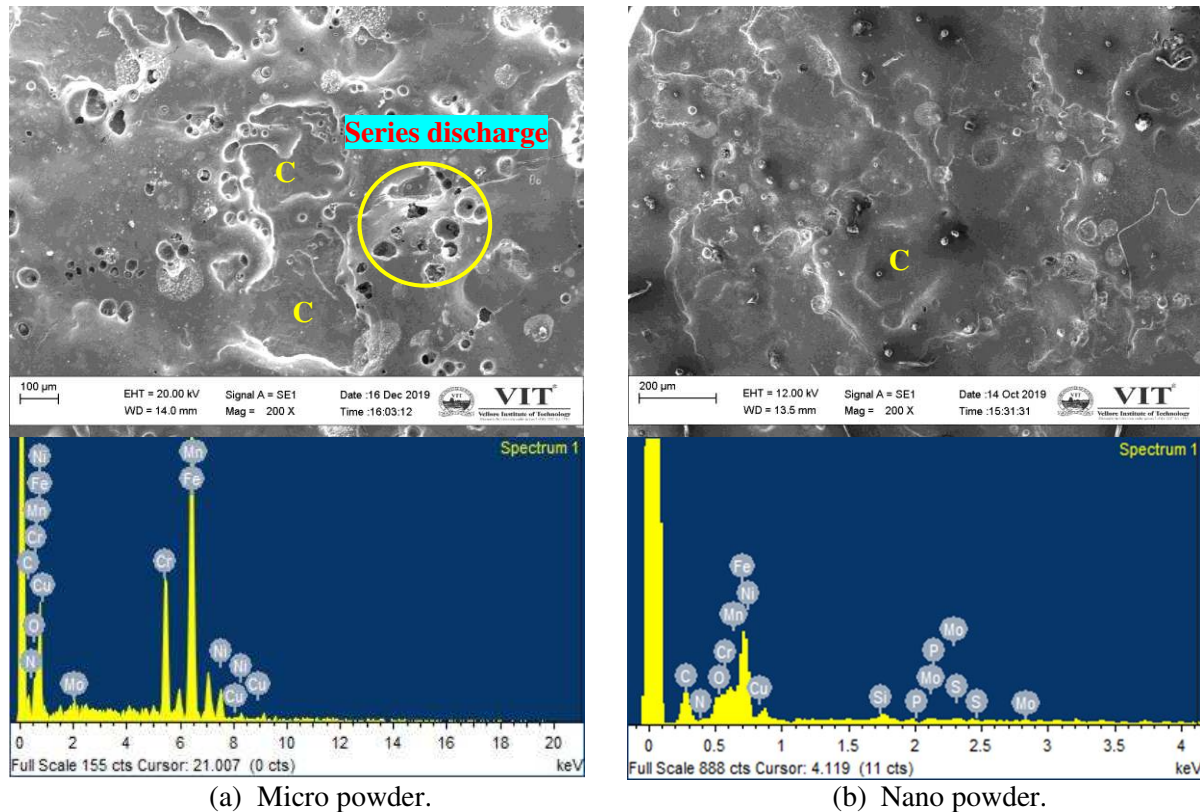 Series discharge
C
C
C
100 µm
EHT = 20.00 kV
WD = 14.0 mm
Signal A = SE1
Mag = 200 X
Date :16 Dec 2019
Time :16:03:12
VIT
Vellore Institute of Technology
200 µm
EHT = 12.00 kV
WD = 13.5 mm
Signal A = SE1
Mag = 200 X
Date :14 Oct 2019
Time :15:31:31
VIT
Vellore Institute of Technology
Spectrum 1
Ni
Fe
Mn
Cr
C
Cu
O
N
Mo
Cr
Mn
Fe
Ni
Ni
Cu
Cu
0 2 4 6 8 10 12 14 16 18 20
Full Scale 155 cts Cursor: 21.007 (0 cts)
keV
Spectrum 1
Fe
Ni
Mn
Cr
C
O
N
Cu
Si
P
Mo
P
Mo
S
S
Mo
0 0.5 1 1.5 2 2.5 3 3.5 4
Full Scale 888 cts Cursor: 4.119 (11 cts)
keV
(a) Micro powder.
(b) Nano powder.